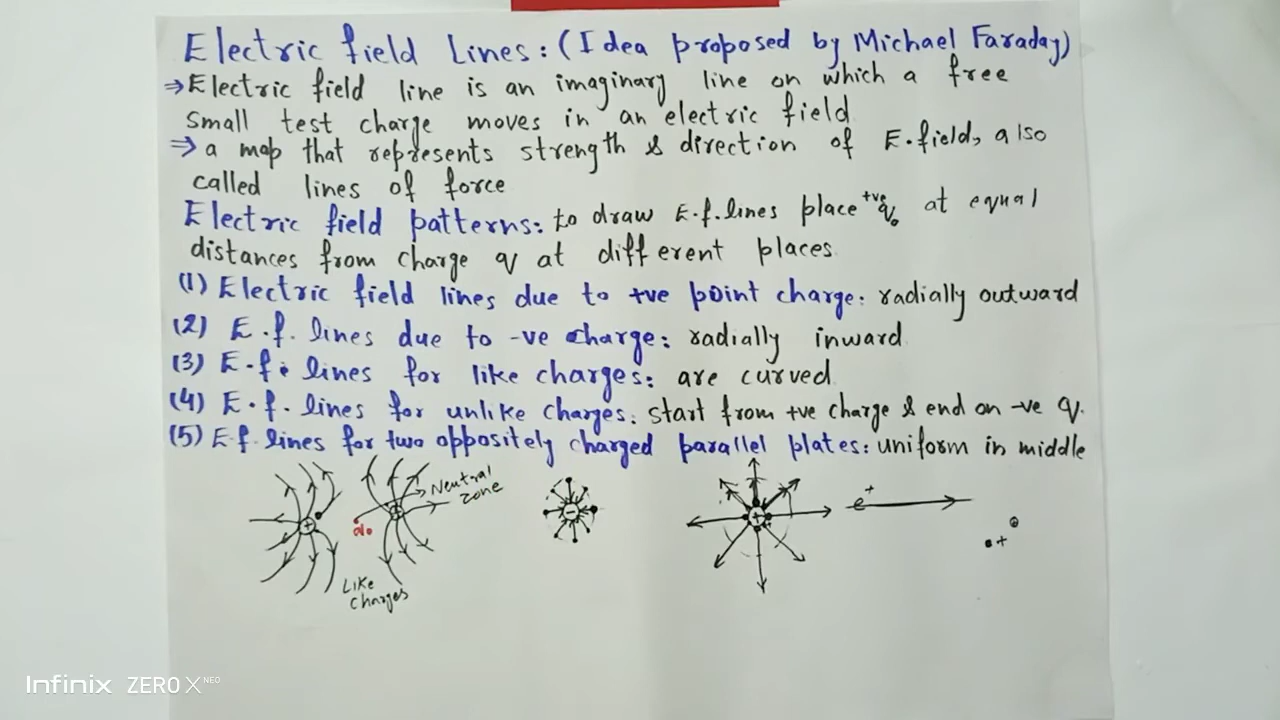 Electric field Lines: (Idea proposed by Michael Faraday)
⇒ Electric field line is an imaginary line on which a free
small test charge moves in an electric field
⇒ a map that represents strength & direction of E.field, also
called lines of force
Electric field patterns: to draw E.f.lines place +ve q₀ at equal
distances from charge q at different places
(1) Electric field lines due to +ve point charge: radially outward
(2) E.f. lines due to -ve charge: radially inward
(3) E.f. lines for like charges: are curved
(4) E.f. lines for unlike charges: start from +ve charge & end on -ve q.
(5) E.f. lines for two oppositely charged parallel plates: uniform in middle
Neutral
zone
+
+
-
+
e+
+
Like
charges
Infinix ZERO X NEO